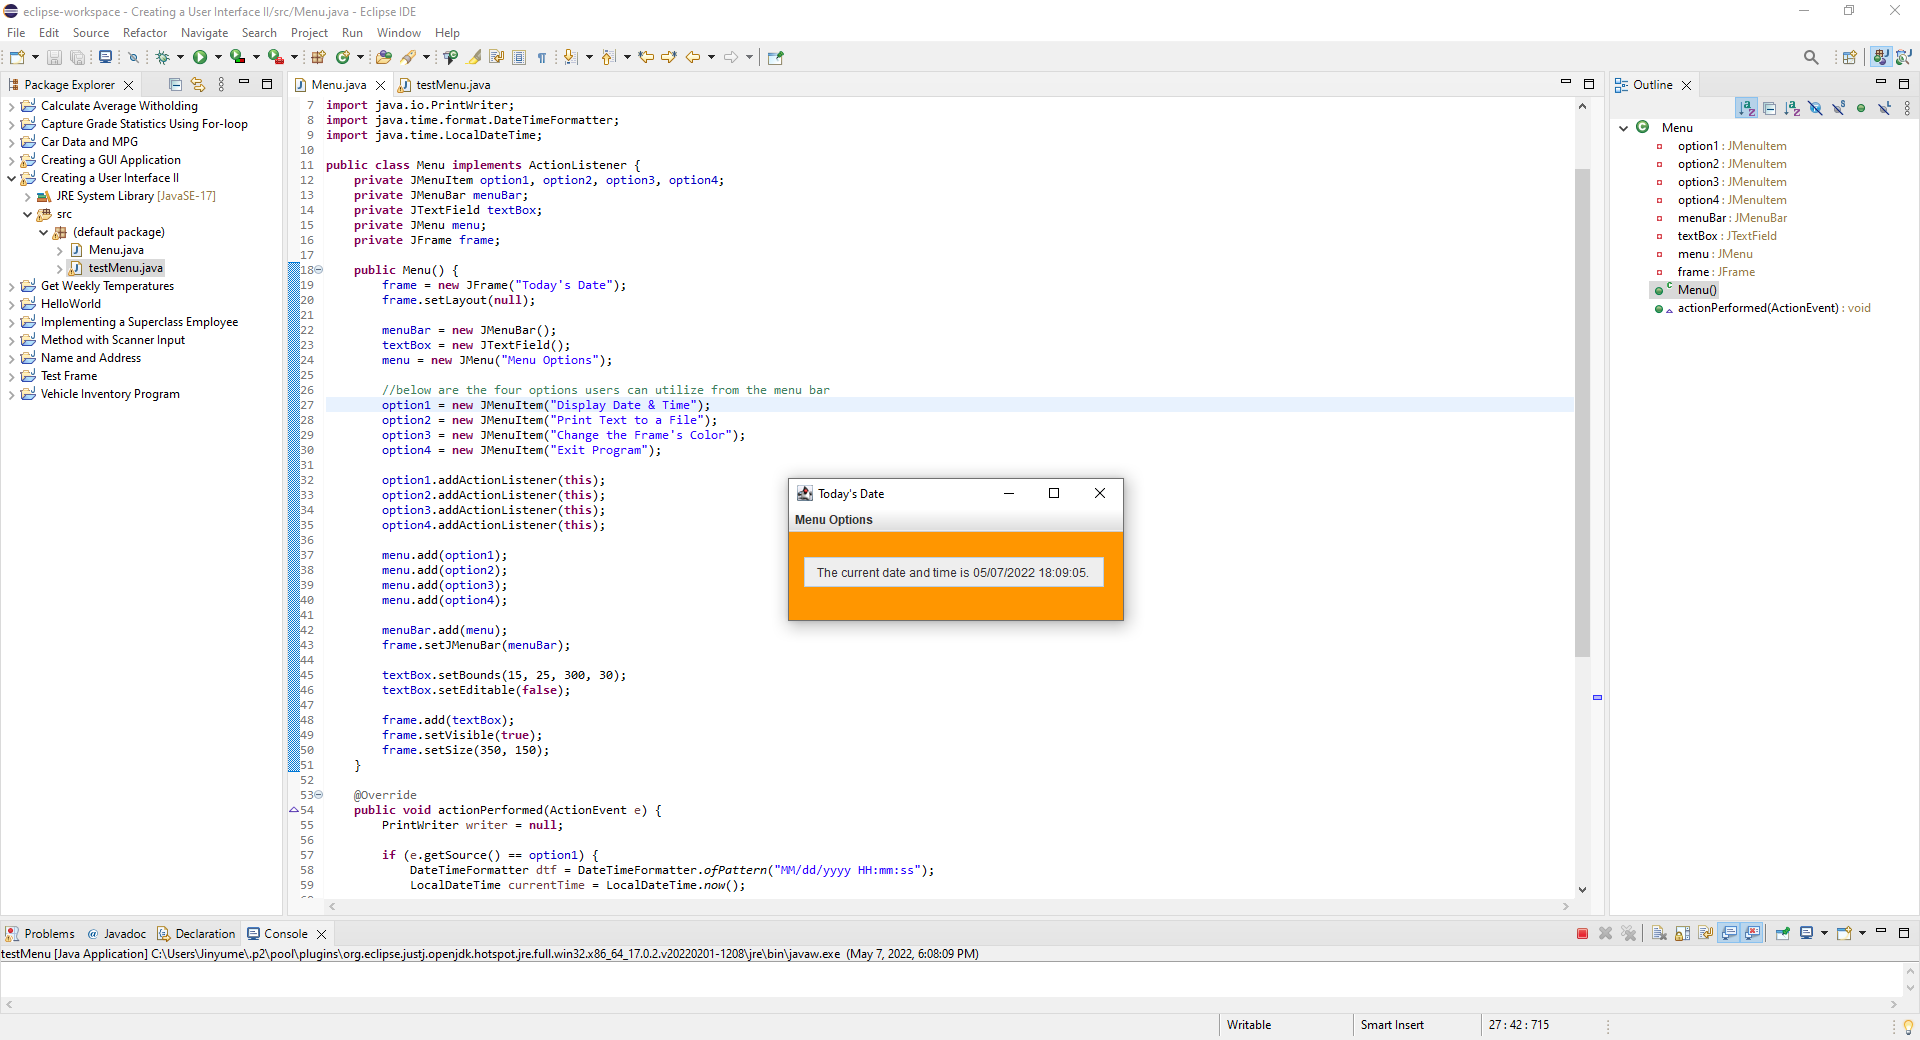 eclipse-workspace - Creating a User Interface II/src/Menu.java - Eclipse IDE
File Edit Source Refactor Navigate Search Project Run Window Help
Package Explorer
Calculate Average Witholding
Capture Grade Statistics Using For-loop
Car Data and MPG
Creating a GUI Application
Creating a User Interface II
JRE System Library [JavaSE-17]
src
(default package)
Menu.java
testMenu.java
Get Weekly Temperatures
HelloWorld
Implementing a Superclass Employee
Method with Scanner Input
Name and Address
Test Frame
Vehicle Inventory Program
Menu.java testMenu.java
7 import java.io.PrintWriter;
8 import java.time.format.DateTimeFormatter;
9 import java.time.LocalDateTime;
10
11 public class Menu implements ActionListener {
12 private JMenuItem option1, option2, option3, option4;
13 private JMenuBar menuBar;
14 private JTextField textBox;
15 private JMenu menu;
16 private JFrame frame;
17
18 public Menu() {
19 frame = new JFrame("Today's Date");
20 frame.setLayout(null);
21
22 menuBar = new JMenuBar();
23 textBox = new JTextField();
24 menu = new JMenu("Menu Options");
25
26 //below are the four options users can utilize from the menu bar
27 option1 = new JMenuItem("Display Date & Time");
28 option2 = new JMenuItem("Print Text to a File");
29 option3 = new JMenuItem("Change the Frame's Color");
30 option4 = new JMenuItem("Exit Program");
31
32 option1.addActionListener(this);
33 option2.addActionListener(this);
34 option3.addActionListener(this);
35 option4.addActionListener(this);
36
37 menu.add(option1);
38 menu.add(option2);
39 menu.add(option3);
40 menu.add(option4);
41
42 menuBar.add(menu);
43 frame.setJMenuBar(menuBar);
44
45 textBox.setBounds(15, 25, 300, 30);
46 textBox.setEditable(false);
47
48 frame.add(textBox);
49 frame.setVisible(true);
50 frame.setSize(350, 150);
51 }
52
53 @Override
54 public void actionPerformed(ActionEvent e) {
55 PrintWriter writer = null;
56
57 if (e.getSource() == option1) {
58 DateTimeFormatter dtf = DateTimeFormatter.ofPattern("MM/dd/yyyy HH:mm:ss");
59 LocalDateTime currentTime = LocalDateTime.now();
Today's Date
Menu Options
The current date and time is 05/07/2022 18:09:05.
Outline
Menu
option1 : JMenuItem
option2 : JMenuItem
option3 : JMenuItem
option4 : JMenuItem
menuBar : JMenuBar
textBox : JTextField
menu : JMenu
frame : JFrame
Menu()
actionPerformed(ActionEvent) : void
Problems @ Javadoc Declaration Console
testMenu [Java Application] C:\Users\Jinyume\.p2\pool\plugins\org.eclipse.justj.openjdk.hotspot.jre.full.win32.x86_64_17.0.2.v20220201-1208\jre\bin\javaw.exe (May 7, 2022, 6:08:09 PM)
Writable Smart Insert 27 : 42 : 715